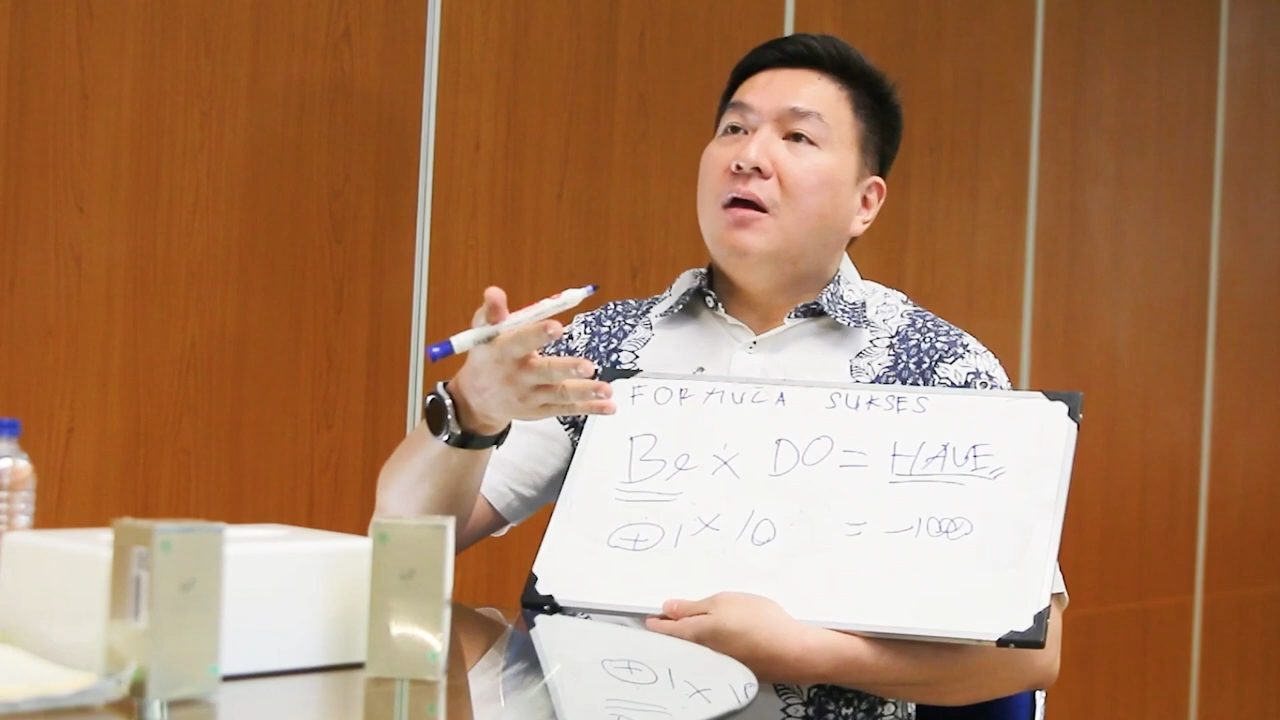 FORMULA SUKSES
Be x DO = HAVE
⊕ 1 x 10 = -1000